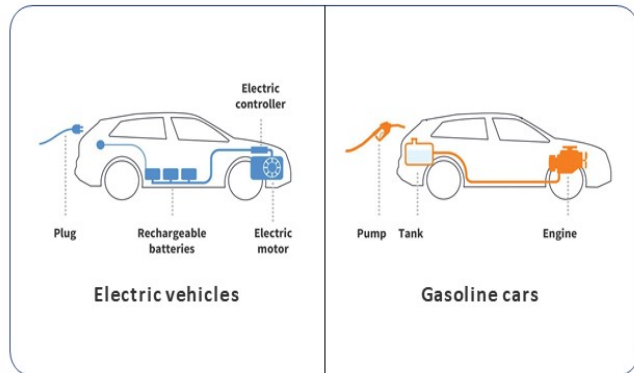 Electric
controller
Plug
Rechargeable
batteries
Electric
motor
Electric vehicles
Pump
Tank
Engine
Gasoline cars